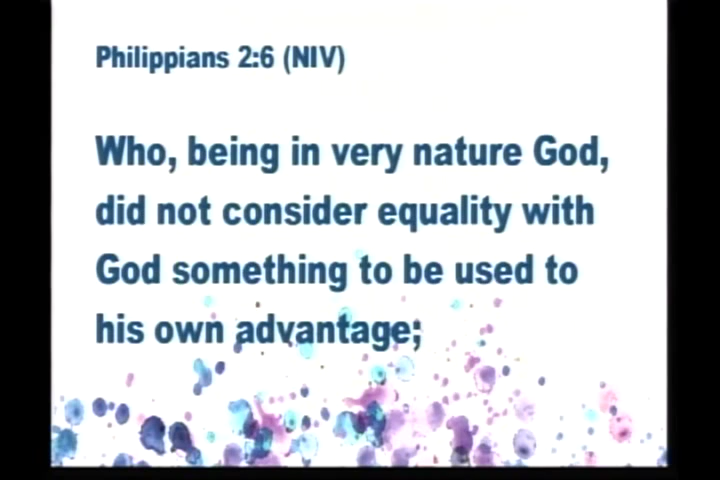 Philippians 2:6 (NIV)
Who, being in very nature God,
did not consider equality with
God something to be used to
his own advantage;